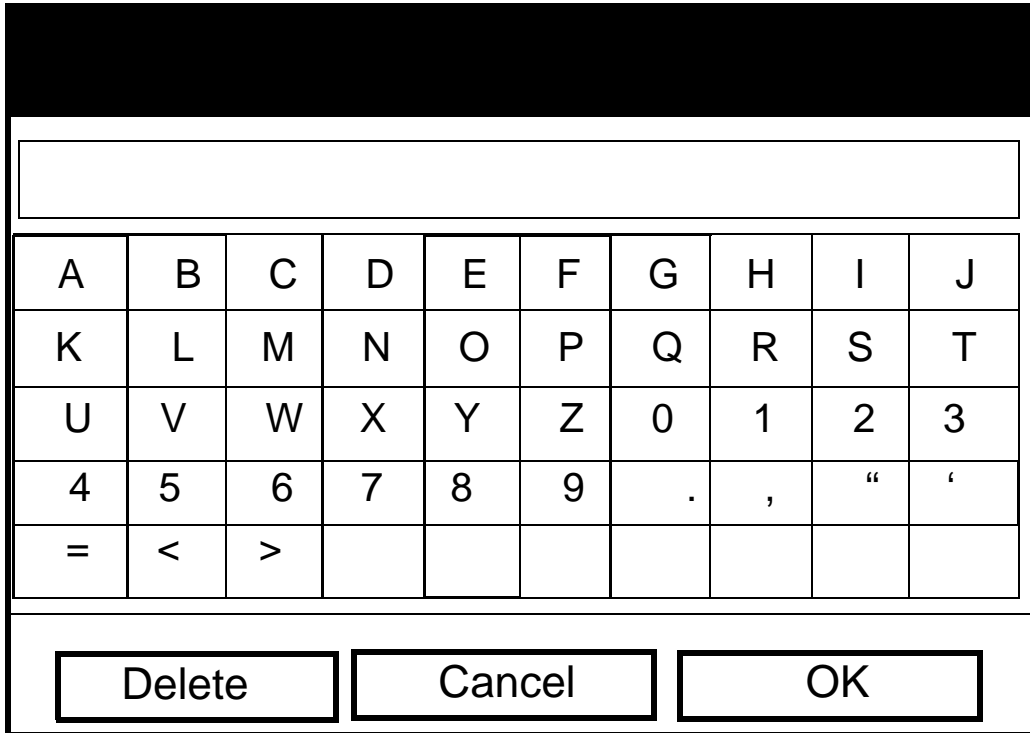 A B C D E F G H I J
K L M N O P Q R S T
U V W X Y Z 0 1 2 3
4 5 6 7 8 9 . , “ ‘
= < >
Delete Cancel OK